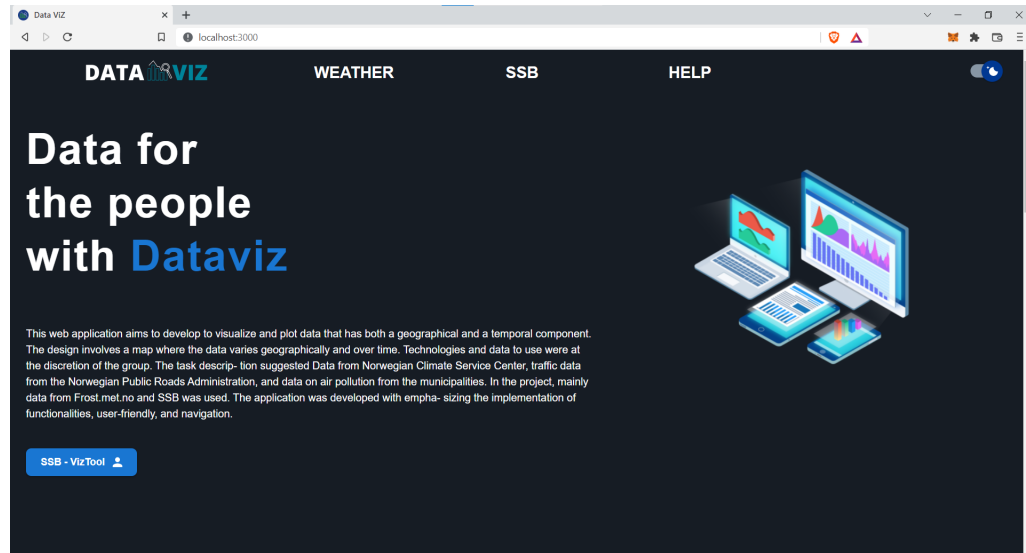 Data ViZ
localhost:3000
DATA VIZ
WEATHER
SSB
HELP
Data for
the people
with Dataviz
This web application aims to develop to visualize and plot data that has both a geographical and a temporal component.
The design involves a map where the data varies geographically and over time. Technologies and data to use were at
the discretion of the group. The task descrip- tion suggested Data from Norwegian Climate Service Center, traffic data
from the Norwegian Public Roads Administration, and data on air pollution from the municipalities. In the project, mainly
data from Frost.met.no and SSB was used. The application was developed with empha- sizing the implementation of
functionalities, user-friendly, and navigation.
SSB - VizTool